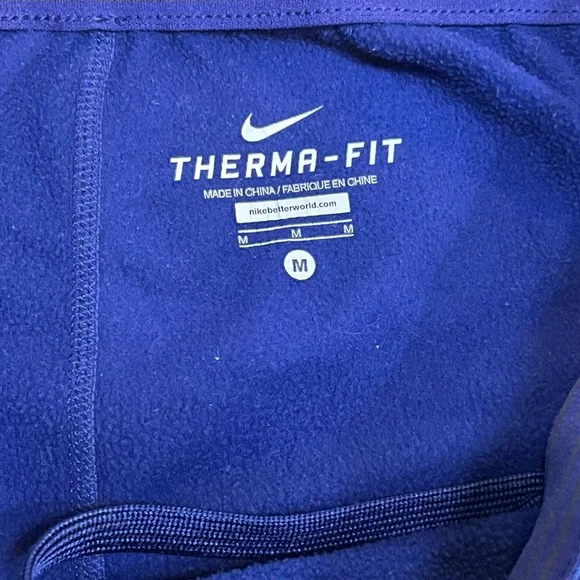 THERMA-FIT
MADE IN CHINA / FABRIQUE EN CHINE
nikebetterworld.com
M M M
M